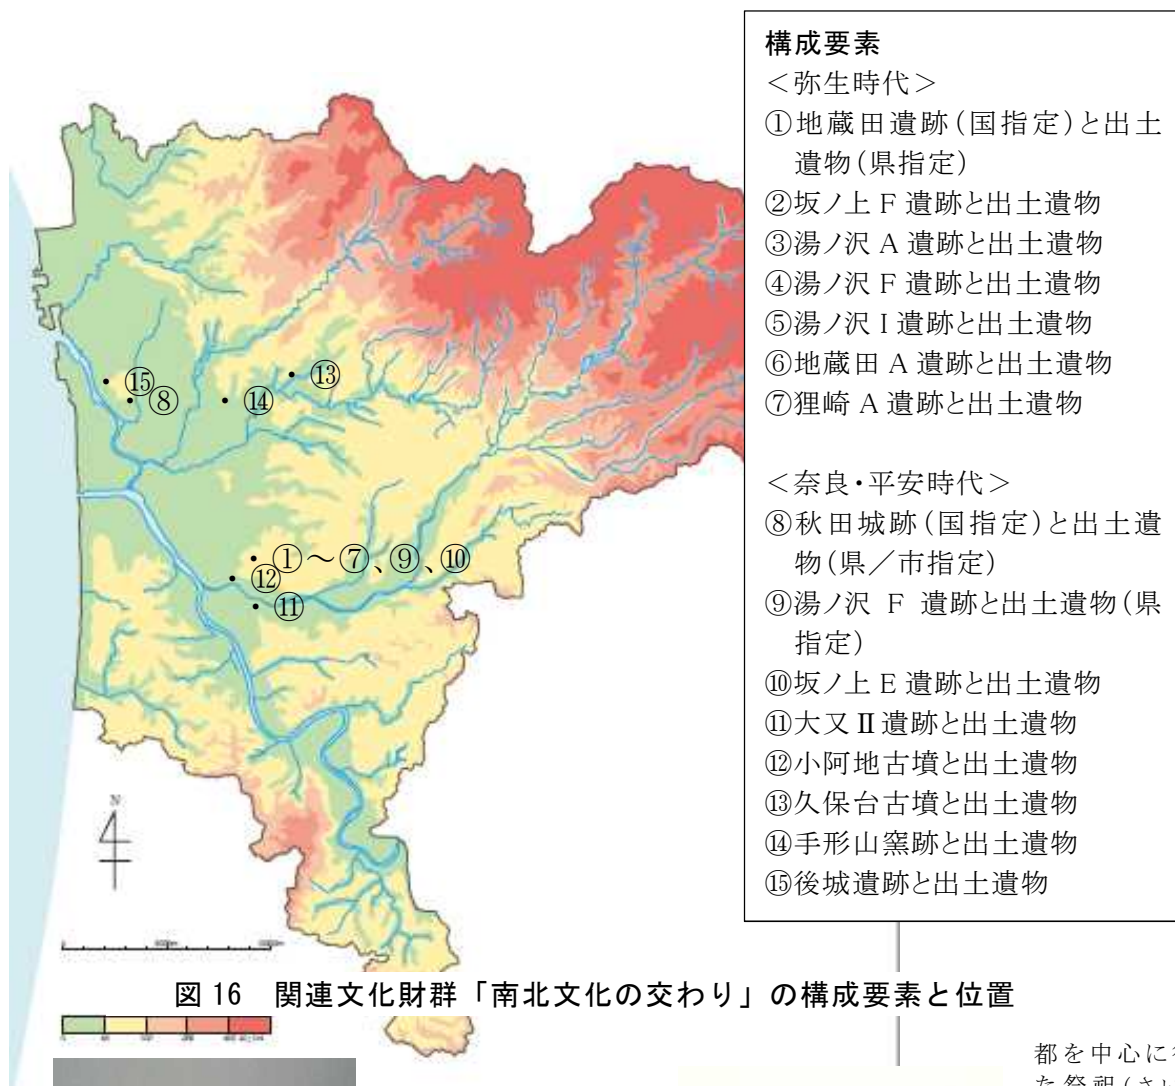 構成要素
＜弥生時代＞
①地蔵田遺跡(国指定)と出土
遺物(県指定)
②坂ノ上F遺跡と出土遺物
③湯ノ沢A遺跡と出土遺物
④湯ノ沢F遺跡と出土遺物
⑤湯ノ沢I遺跡と出土遺物
⑥地蔵田A遺跡と出土遺物
⑦狸崎A遺跡と出土遺物
＜奈良・平安時代＞
⑧秋田城跡(国指定)と出土遺
物(県／市指定)
⑨湯ノ沢 F 遺跡と出土遺物(県
指定)
⑩坂ノ上E遺跡と出土遺物
⑪大又Ⅱ遺跡と出土遺物
⑫小阿地古墳と出土遺物
⑬久保台古墳と出土遺物
⑭手形山窯跡と出土遺物
⑮後城遺跡と出土遺物
⑬
⑮
⑧
⑭
①～⑦、⑨、⑩
⑫
⑪
N
図 16 関連文化財群「南北文化の交わり」の構成要素と位置
都を中心に
た祭祀(さい